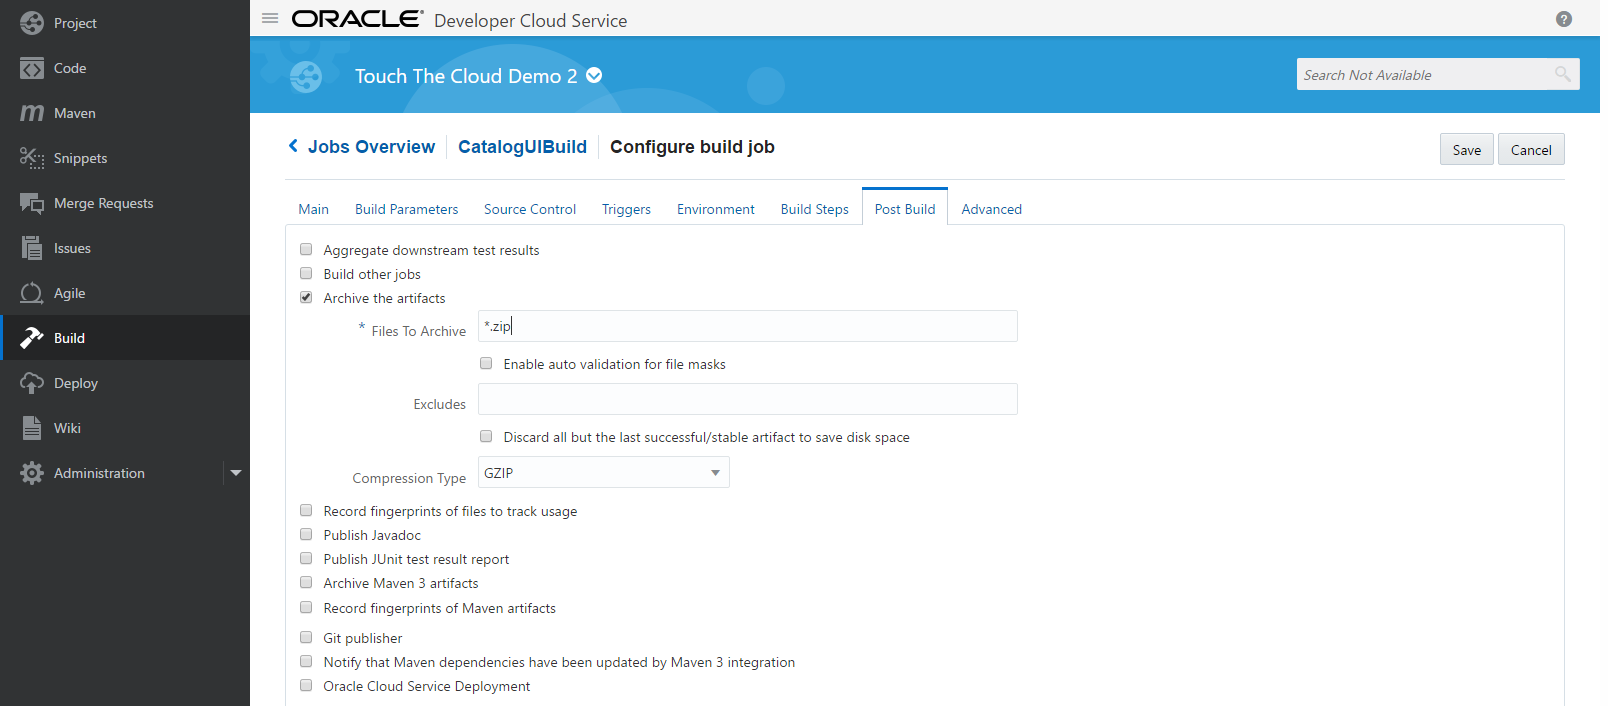 Project
Code
Maven
Snippets
Merge Requests
Issues
Agile
Build
Deploy
Wiki
Administration
ORACLE® Developer Cloud Service
Touch The Cloud Demo 2
Search Not Available
Jobs Overview CatalogUIBuild Configure build job
Save Cancel
Main Build Parameters Source Control Triggers Environment Build Steps Post Build Advanced
Aggregate downstream test results
Build other jobs
Archive the artifacts
* Files To Archive *.zip
Enable auto validation for file masks
Excludes
Discard all but the last successful/stable artifact to save disk space
Compression Type GZIP
Record fingerprints of files to track usage
Publish Javadoc
Publish JUnit test result report
Archive Maven 3 artifacts
Record fingerprints of Maven artifacts
Git publisher
Notify that Maven dependencies have been updated by Maven 3 integration
Oracle Cloud Service Deployment